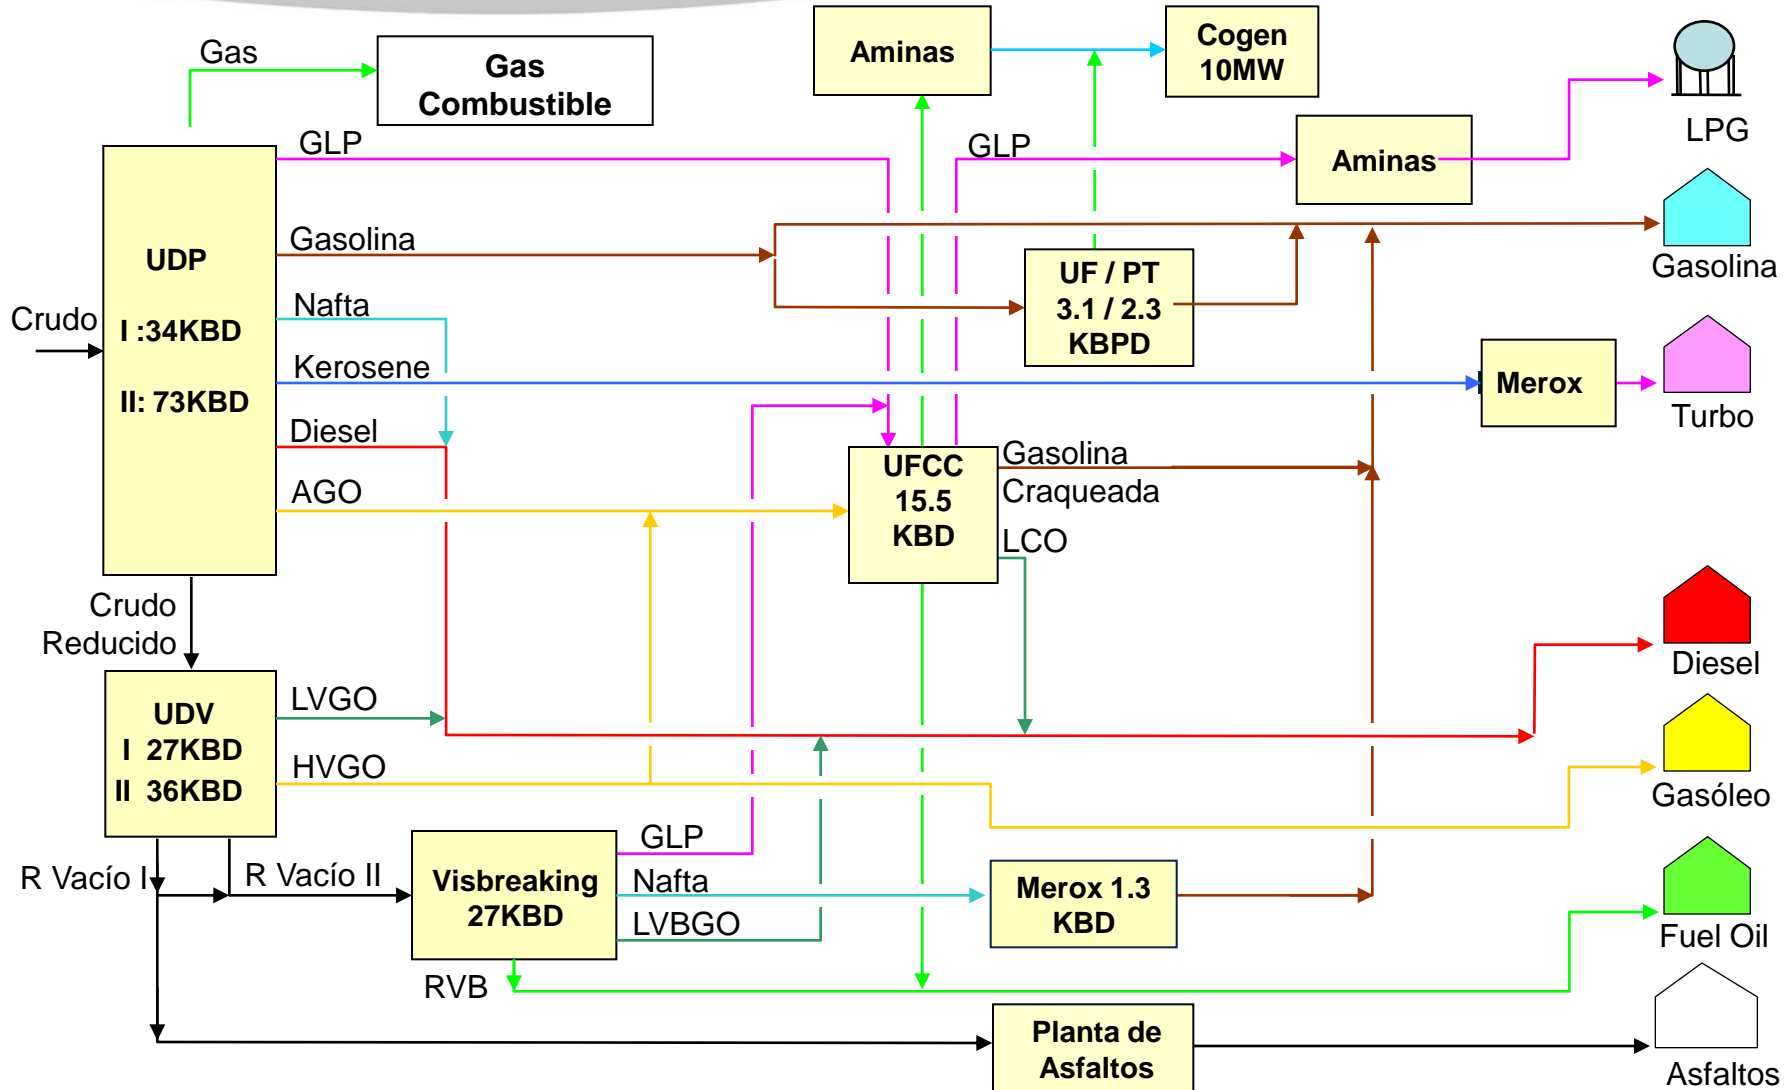 Gas
Gas
Combustible
Aminas
Cogen
10MW
LPG
GLP
GLP
Aminas
UDP
I :34KBD
II: 73KBD
Gasolina
UF / PT
3.1 / 2.3
KBPD
Gasolina
Crudo
Nafta
Kerosene
Merox
Turbo
Diesel
AGO
UFCC
15.5
KBD
Gasolina
Craqueada
LCO
Crudo
Reducido
Diesel
UDV
I 27KBD
II 36KBD
LVGO
HVGO
Gasóleo
R Vacío I
R Vacío II
Visbreaking
27KBD
GLP
Nafta
LVBGO
RVB
Merox 1.3
KBD
Fuel Oil
Planta de
Asfaltos
Asfaltos